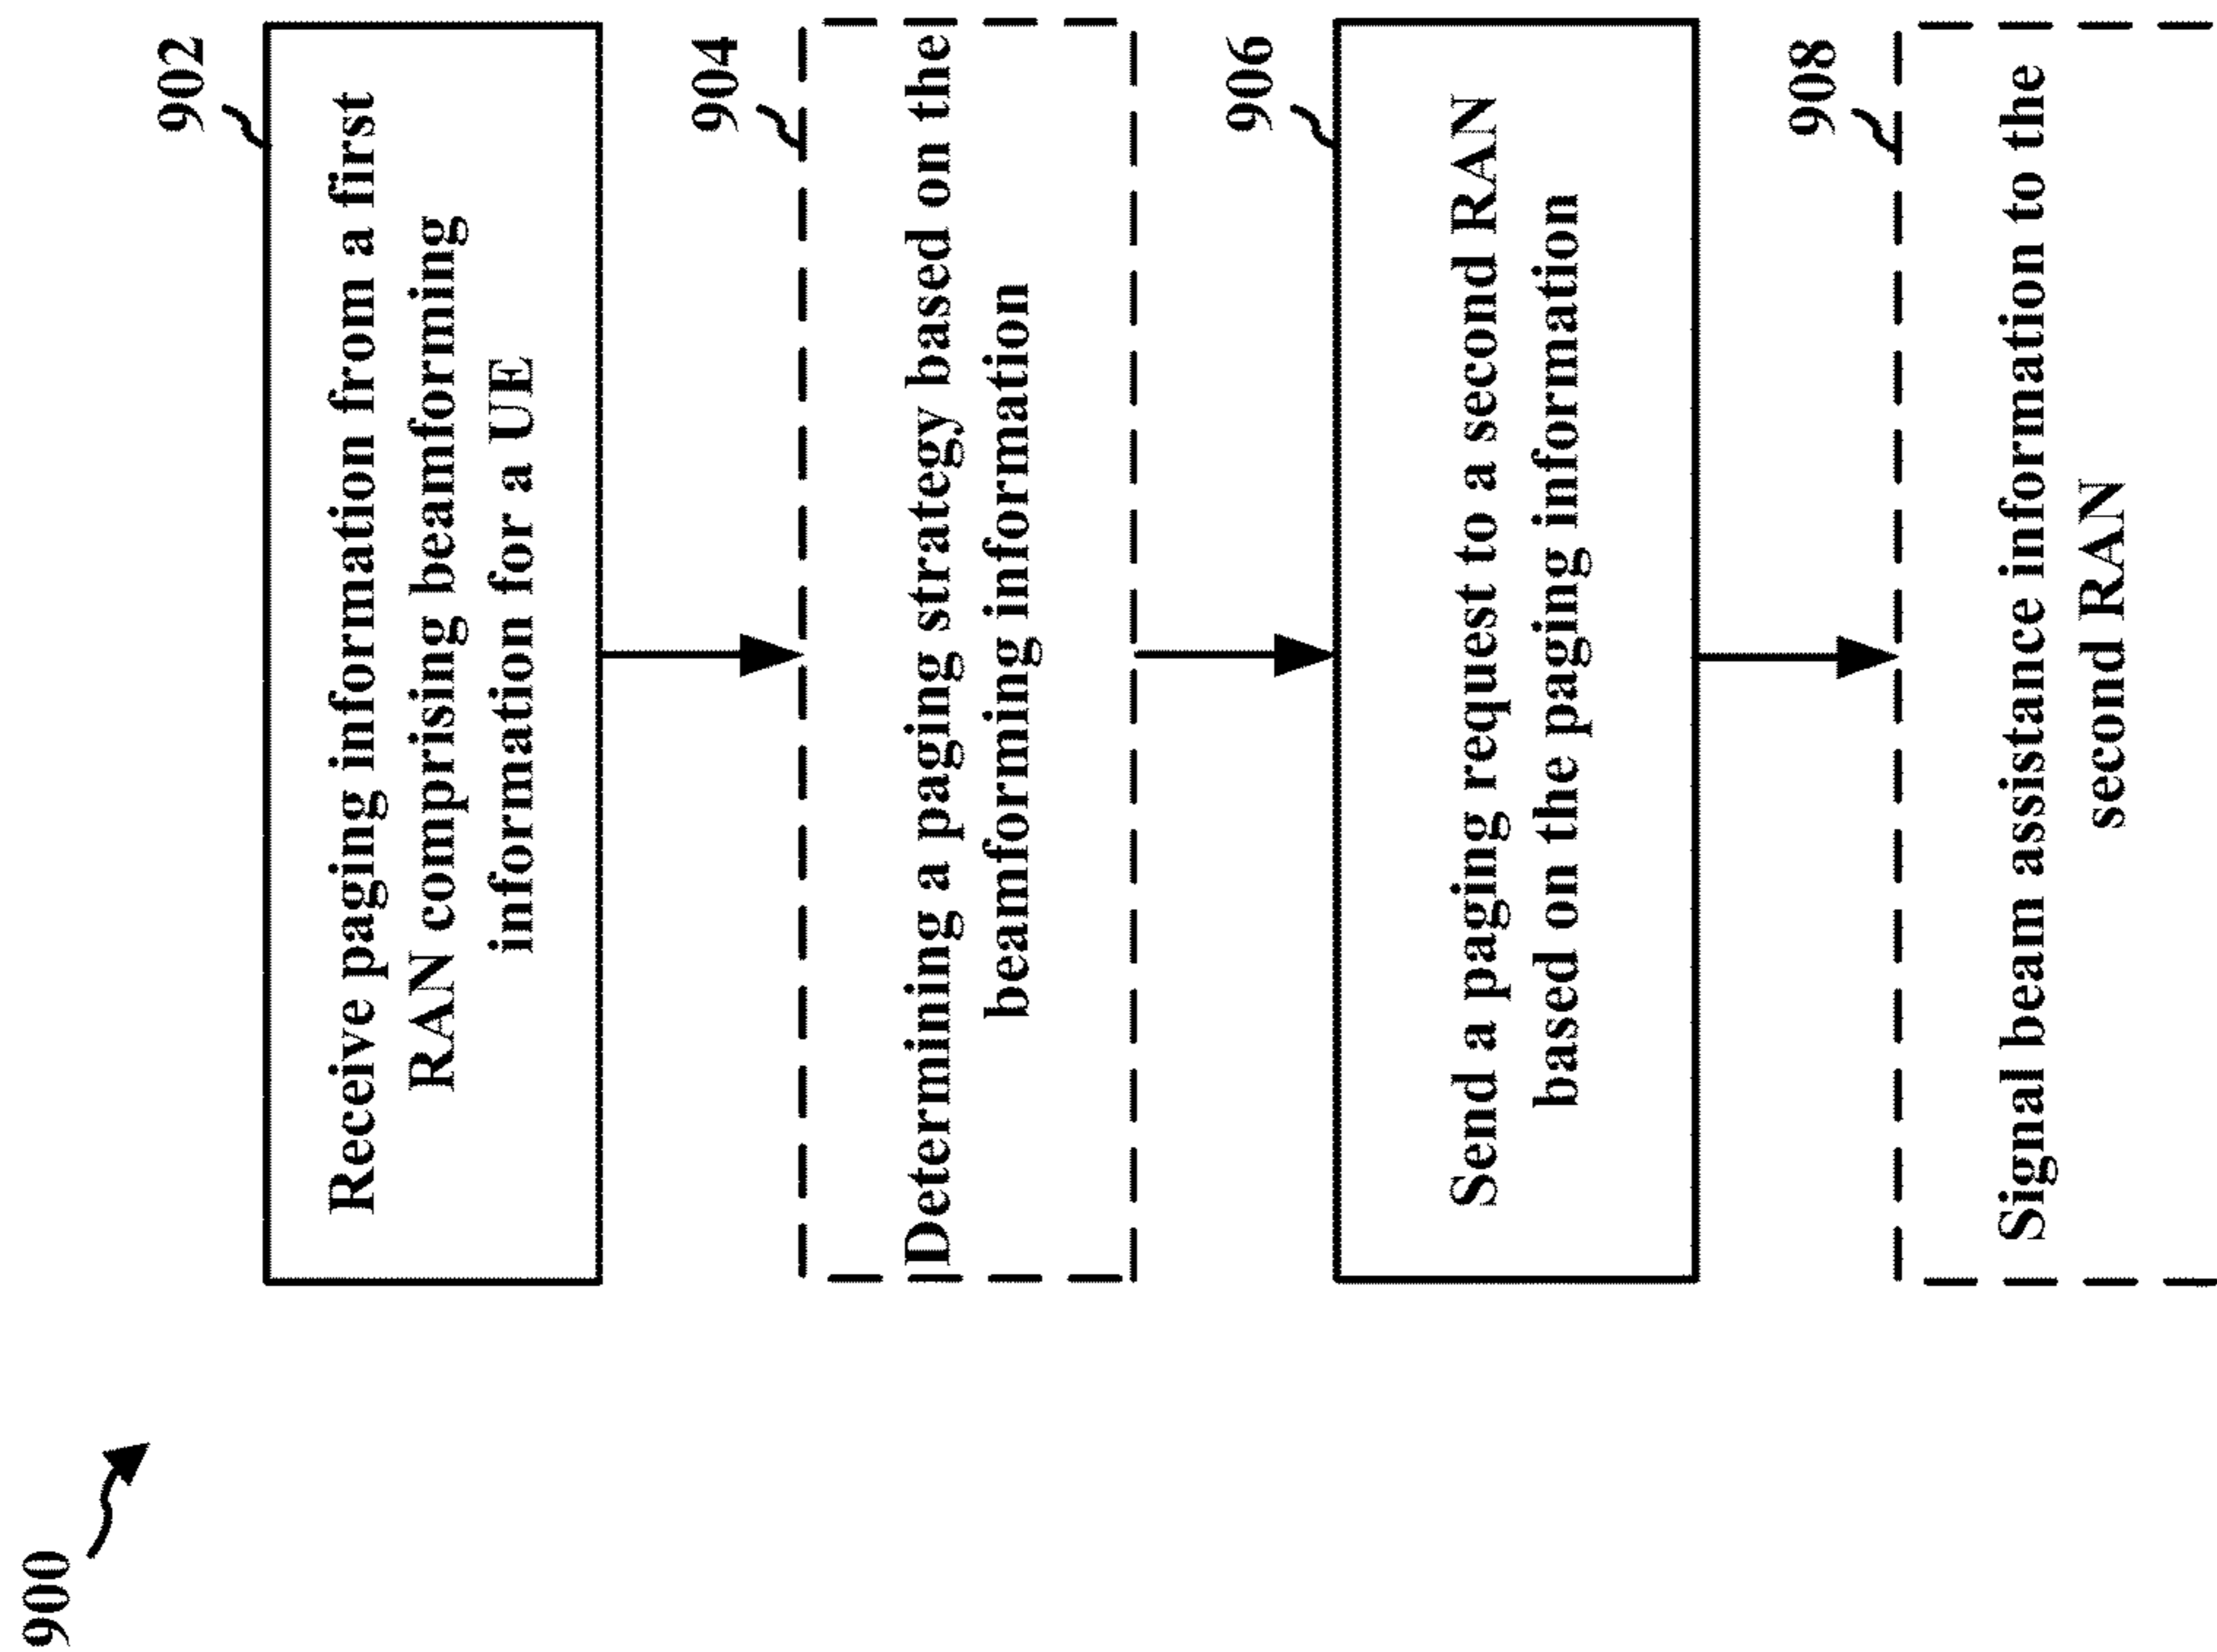 900
902
Receive paging information from a first
RAN comprising beamforming
information for a UE
904
Determining a paging strategy based on the
beamforming information
906
Send a paging request to a second RAN
based on the paging information
908
Signal beam assistance information to the
second RAN